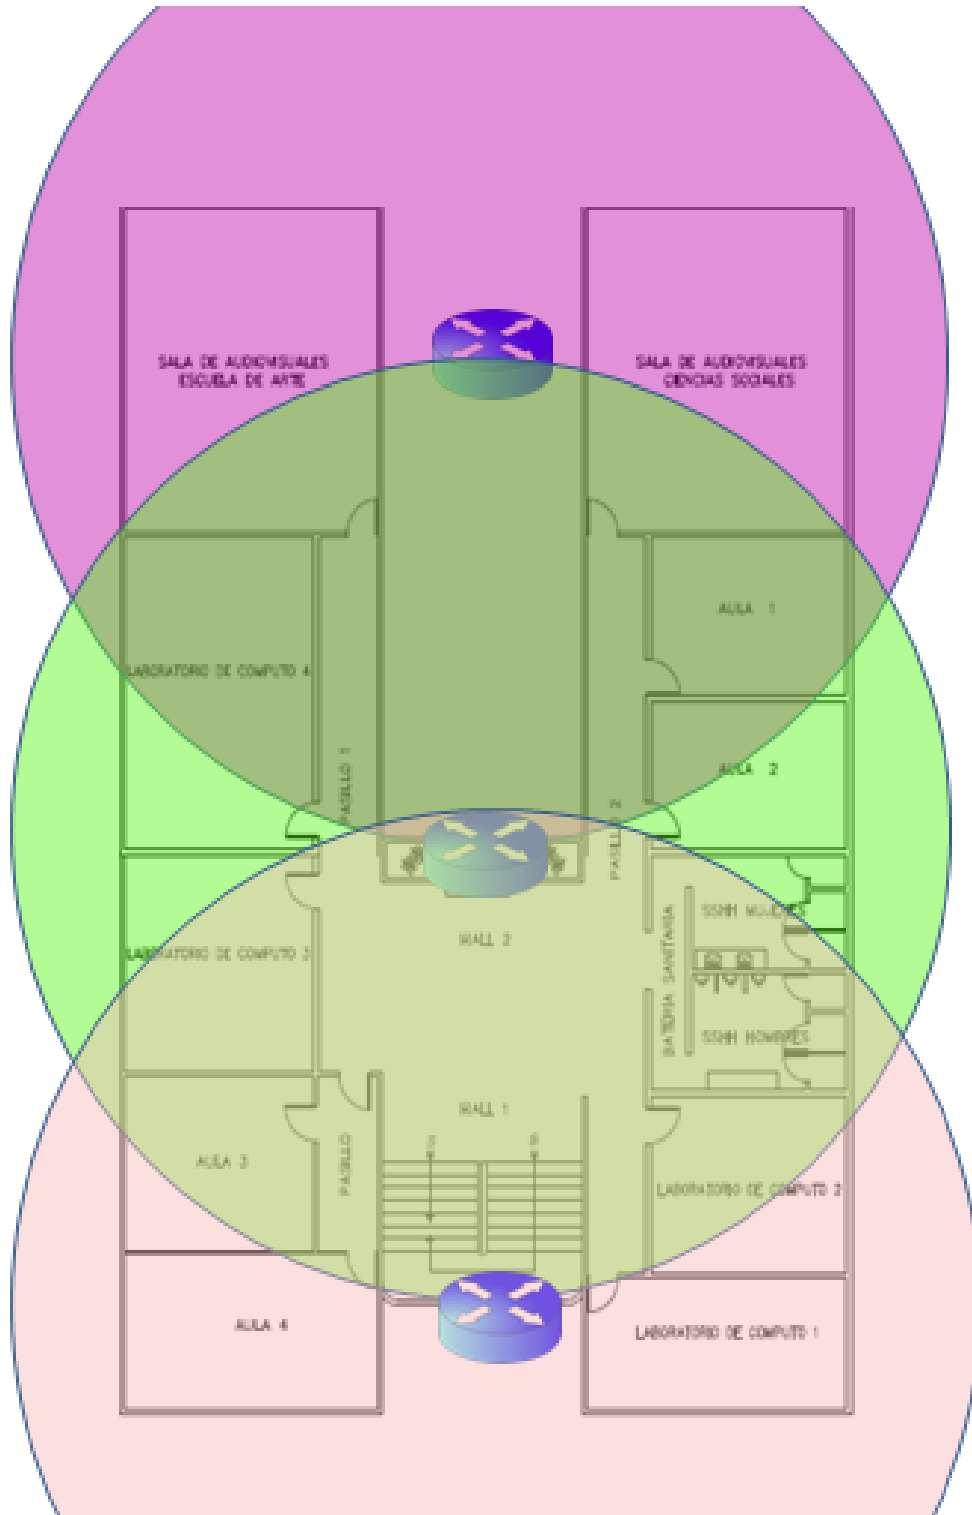 SALA DE AUDIOVISUALES
ESCUELA DE ARTE
SALA DE AUDIOVISUALES
CIENCIAS SOCIALES
AULA 1
LABORATORIO DE COMPUTO 4
PASILLO 1
AULA 2
PASILLO 2
SSHH MUJERES
HALL 2
LABORATORIO DE COMPUTO 3
BATERIA SANITARIA
SSHH HOMBRES
HALL 1
AULA 3
PASILLO
LABORATORIO DE COMPUTO 2
AULA 4
LABORATORIO DE COMPUTO 1